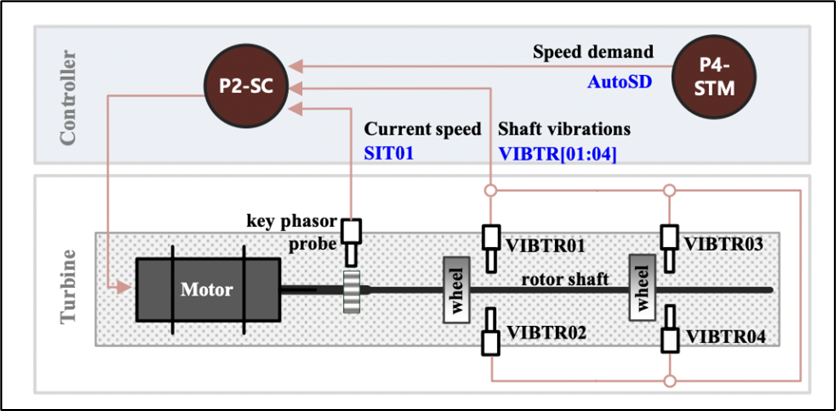 Controller
P2-SC
Speed demand
AutoSD
P4-
STM
Current speed
SIT01
Shaft vibrations
VIBTR[01:04]
Turbine
key phasor
probe
VIBTR01
VIBTR03
Motor
wheel
rotor shaft
wheel
VIBTR02
VIBTR04